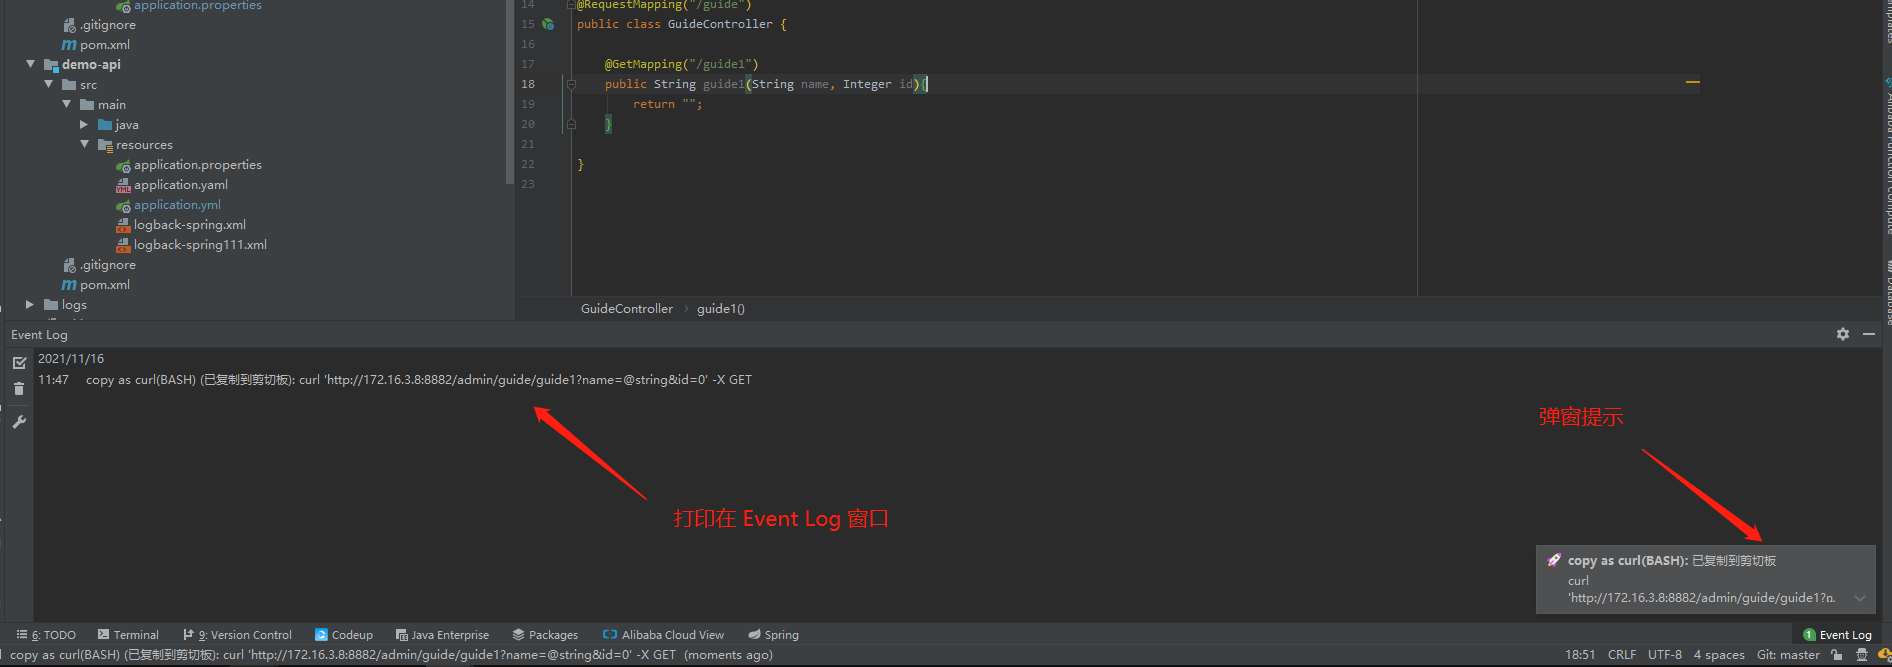 application.properties
.gitignore
pom.xml
demo-api
src
main
java
resources
application.properties
application.yaml
application.yml
logback-spring.xml
logback-spring111.xml
.gitignore
pom.xml
logs
14 @RequestMapping("/guide")
15 public class GuideController {
16
17 @GetMapping("/guide1")
18 public String guide1(String name, Integer id){
19 return "";
20 }
21
22 }
23
GuideController › guide1()
Database
Event Log
2021/11/16
11:47 copy as curl(BASH) (已复制到剪切板): curl 'http://172.16.3.8:8882/admin/guide/guide1?name=@string&id=0' -X GET
打印在 Event Log 窗口
弹窗提示
copy as curl(BASH): 已复制到剪切板
curl
'http://172.16.3.8:8882/admin/guide/guide1?n.
6: TODO Terminal 9: Version Control Codeup Java Enterprise Packages Alibaba Cloud View Spring 1 Event Log
copy as curl(BASH) (已复制到剪切板): curl 'http://172.16.3.8:8882/admin/guide/guide1?name=@string&id=0' -X GET (moments ago) 18:51 CRLF UTF-8 4 spaces Git: master